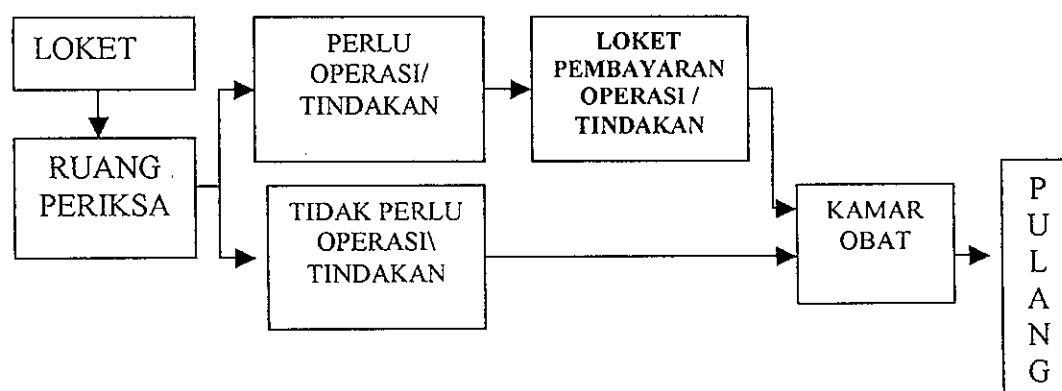 LOKET
RUANG
PERIKSA
PERLU
OPERASI/
TINDAKAN
LOKET
PEMBAYARAN
OPERASI /
TINDAKAN
TIDAK PERLU
OPERASI\
TINDAKAN
KAMAR
OBAT
P
U
L
A
N
G